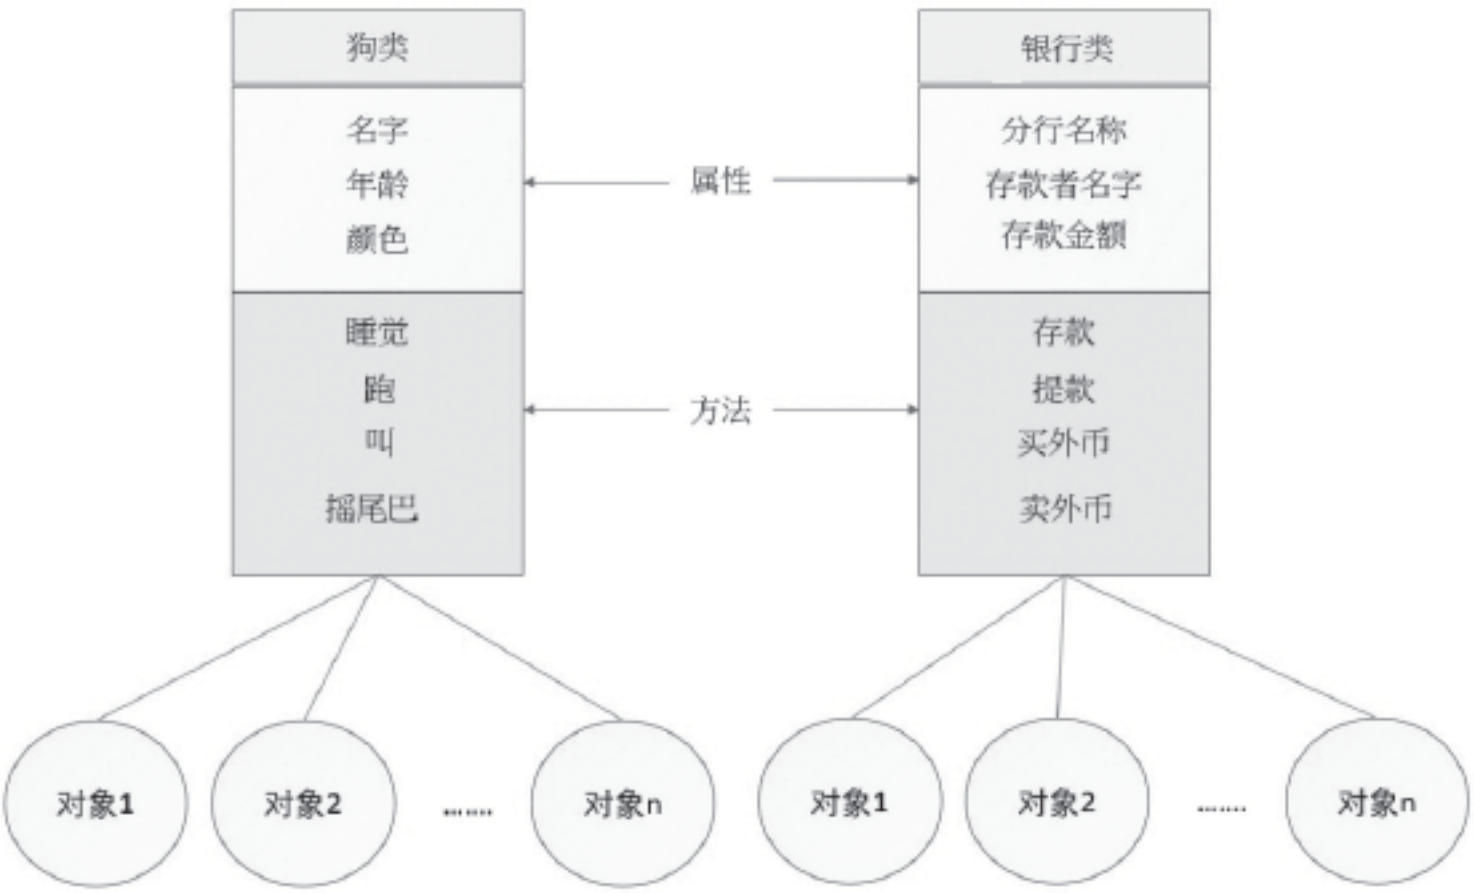 狗类
名字
年龄
颜色
睡觉
跑
叫
摇尾巴
属性
方法
银行类
分行名称
存款者名字
存款金额
存款
提款
买外币
卖外币
对象1
对象2
.......
对象n
对象1
对象2
.......
对象n